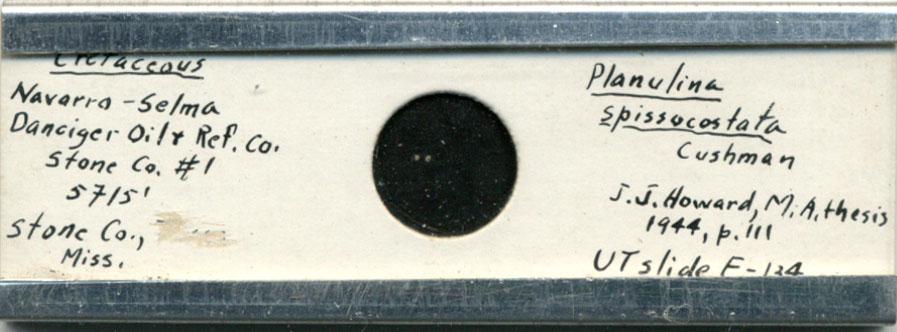 Cretaceous
Navarro - Selma
Danciger Oil & Ref. Co.
Stone Co. #1
5715'
Stone Co.,
Miss.
Planulina
spissocostata
Cushman
J.J. Howard, M.A. thesis
1944, p. 111
UT slide F-124